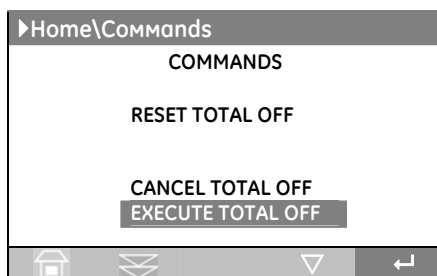 Home\Commands
COMMANDS
RESET TOTAL OFF
CANCEL TOTAL OFF
EXECUTE TOTAL OFF